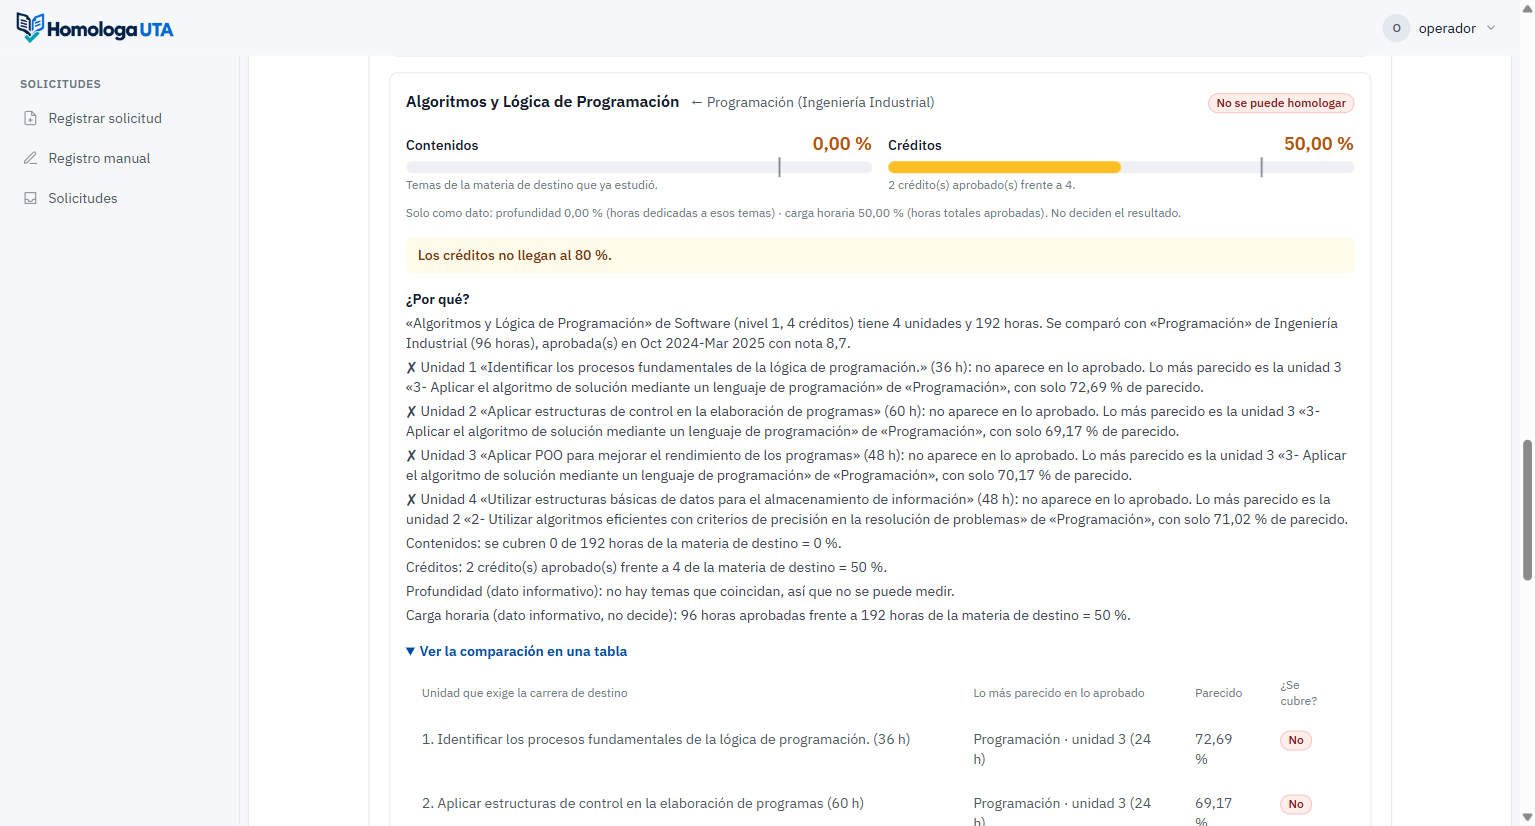 HomologaUTA
O
operador
SOLICITUDES
Registrar solicitud
Registro manual
Solicitudes
Algoritmos y Lógica de Programación ← Programación (Ingeniería Industrial)
No se puede homologar
Contenidos 0,00 %
Créditos 50,00 %
Temas de la materia de destino que ya estudió.
2 crédito(s) aprobado(s) frente a 4.
Solo como dato: profundidad 0,00 % (horas dedicadas a esos temas) · carga horaria 50,00 % (horas totales aprobadas). No deciden el resultado.
Los créditos no llegan al 80 %.
¿Por qué?
«Algoritmos y Lógica de Programación» de Software (nivel 1, 4 créditos) tiene 4 unidades y 192 horas. Se comparó con «Programación» de Ingeniería
Industrial (96 horas), aprobada(s) en Oct 2024-Mar 2025 con nota 8,7.
✗ Unidad 1 «Identificar los procesos fundamentales de la lógica de programación.» (36 h): no aparece en lo aprobado. Lo más parecido es la unidad 3
«3- Aplicar el algoritmo de solución mediante un lenguaje de programación» de «Programación», con solo 72,69 % de parecido.
✗ Unidad 2 «Aplicar estructuras de control en la elaboración de programas» (60 h): no aparece en lo aprobado. Lo más parecido es la unidad 3 «3-
Aplicar el algoritmo de solución mediante un lenguaje de programación» de «Programación», con solo 69,17 % de parecido.
✗ Unidad 3 «Aplicar POO para mejorar el rendimiento de los programas» (48 h): no aparece en lo aprobado. Lo más parecido es la unidad 3 «3- Aplicar
el algoritmo de solución mediante un lenguaje de programación» de «Programación», con solo 70,17 % de parecido.
✗ Unidad 4 «Utilizar estructuras básicas de datos para el almacenamiento de información» (48 h): no aparece en lo aprobado. Lo más parecido es la
unidad 2 «2- Utilizar algoritmos eficientes con criterios de precisión en la resolución de problemas» de «Programación», con solo 71,02 % de parecido.
Contenidos: se cubren 0 de 192 horas de la materia de destino = 0 %.
Créditos: 2 crédito(s) aprobado(s) frente a 4 de la materia de destino = 50 %.
Profundidad (dato informativo): no hay temas que coincidan, así que no se puede medir.
Carga horaria (dato informativo, no decide): 96 horas aprobadas frente a 192 horas de la materia de destino = 50 %.
▼ Ver la comparación en una tabla
Unidad que exige la carrera de destino
Lo más parecido en lo aprobado
Parecido
¿Se
cubre?
1. Identificar los procesos fundamentales de la lógica de programación. (36 h)
Programación · unidad 3 (24
h)
72,69
%
No
2. Aplicar estructuras de control en la elaboración de programas (60 h)
Programación · unidad 3 (24
h)
69,17
%
No